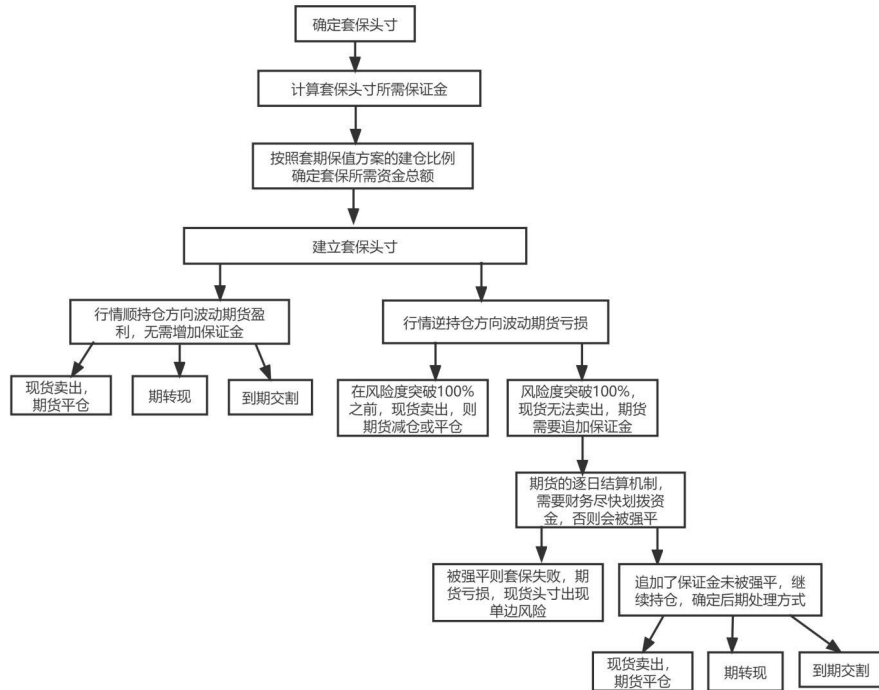 确定套保头寸
计算套保头寸所需保证金
按照套期保值方案的建仓比例
确定套保所需资金总额
建立套保头寸
行情顺持仓方向波动期货盈
利，无需增加保证金
行情逆持仓方向波动期货亏损
现货卖出，
期货平仓
期转现
到期交割
在风险度突破100%
之前，现货卖出，则
期货减仓或平仓
风险度突破100%，
现货无法卖出，期货
需要追加保证金
期货的逐日结算机制，
需要财务尽快划拨资
金，否则会被强平
被强平则套保失败，期
货亏损，现货头寸出现
单边风险
追加了保证金未被强平，继
续持仓，确定后期处理方式
现货卖出，
期货平仓
期转现
到期交割